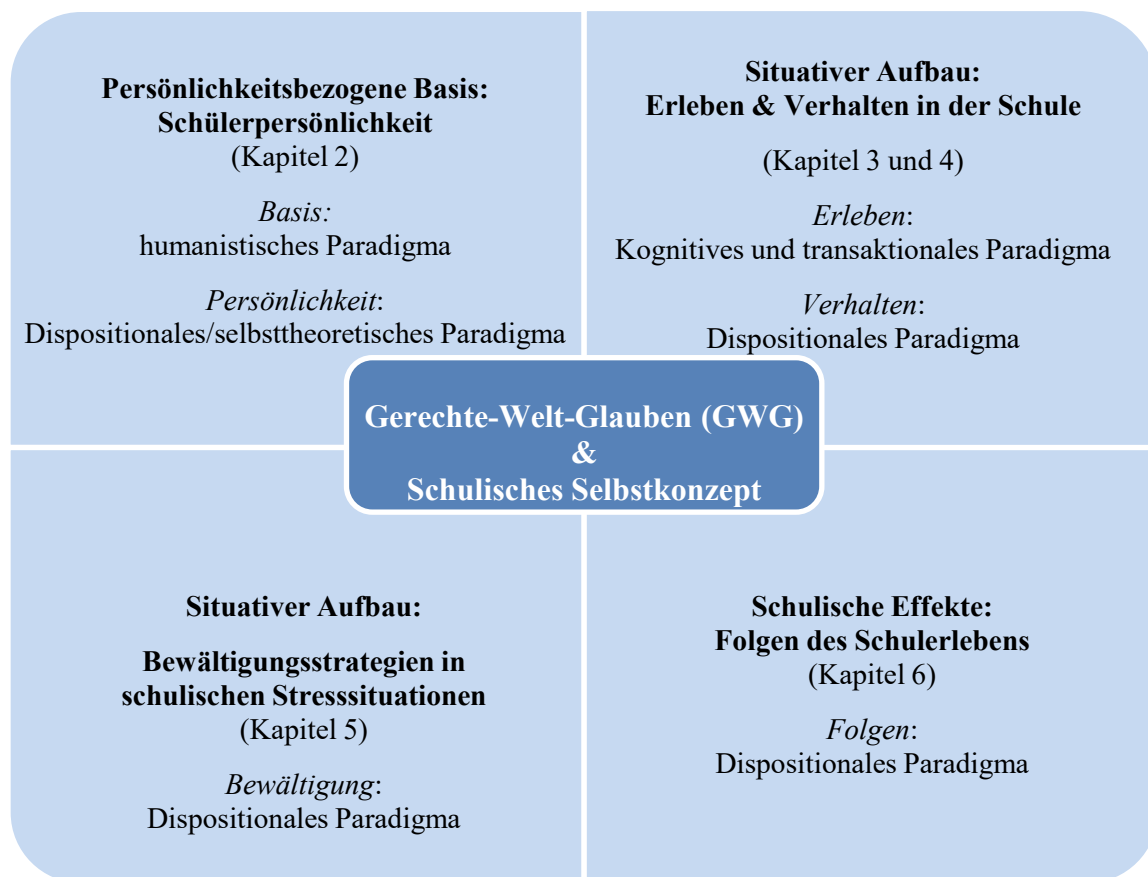 Persönlichkeitsbezogene Basis:
Schülerpersönlichkeit
(Kapitel 2)
Basis:
humanistisches Paradigma
Persönlichkeit:
Dispositionales/selbsttheoretisches Paradigma
Situativer Aufbau:
Erleben & Verhalten in der Schule
(Kapitel 3 und 4)
Erleben:
Kognitives und transaktionales Paradigma
Verhalten:
Dispositionales Paradigma
Gerechte-Welt-Glauben (GWG)
&
Schulisches Selbstkonzept
Situativer Aufbau:
Bewältigungsstrategien in
schulischen Stresssituationen
(Kapitel 5)
Bewältigung:
Dispositionales Paradigma
Schulische Effekte:
Folgen des Schulerlebens
(Kapitel 6)
Folgen:
Dispositionales Paradigma